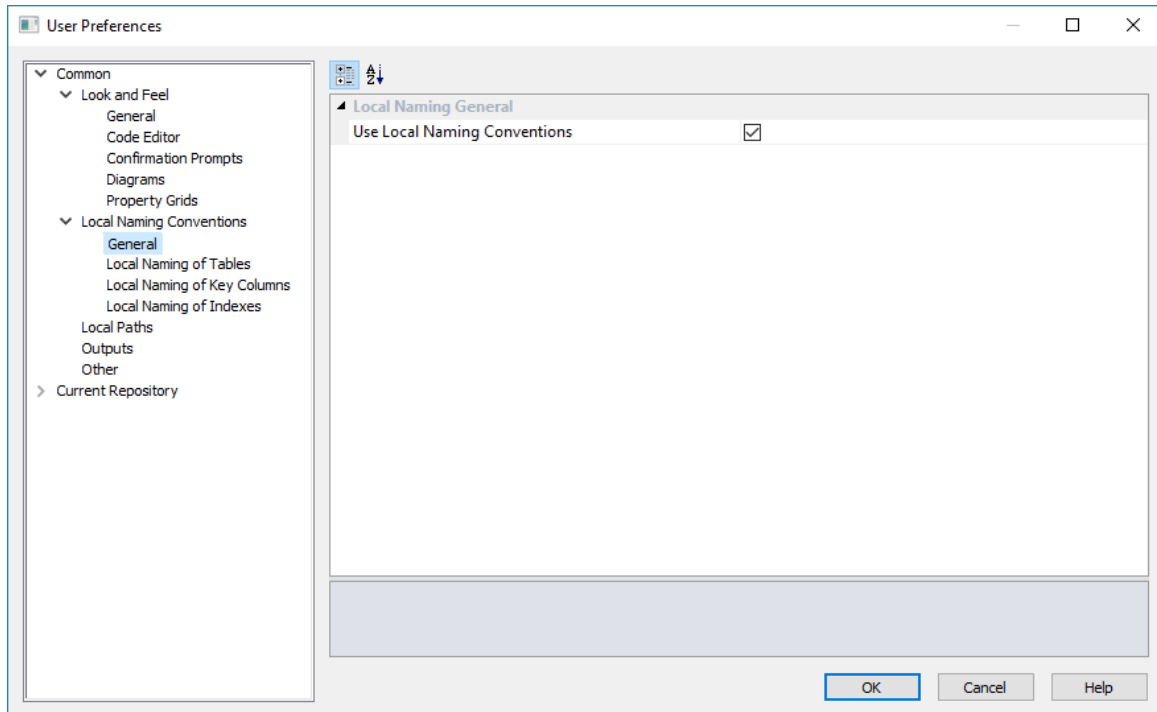 User Preferences
Common
Look and Feel
General
Code Editor
Confirmation Prompts
Diagrams
Property Grids
Local Naming Conventions
General
Local Naming of Tables
Local Naming of Key Columns
Local Naming of Indexes
Local Paths
Outputs
Other
Current Repository
A
Z
Local Naming General
Use Local Naming Conventions
OK Cancel Help